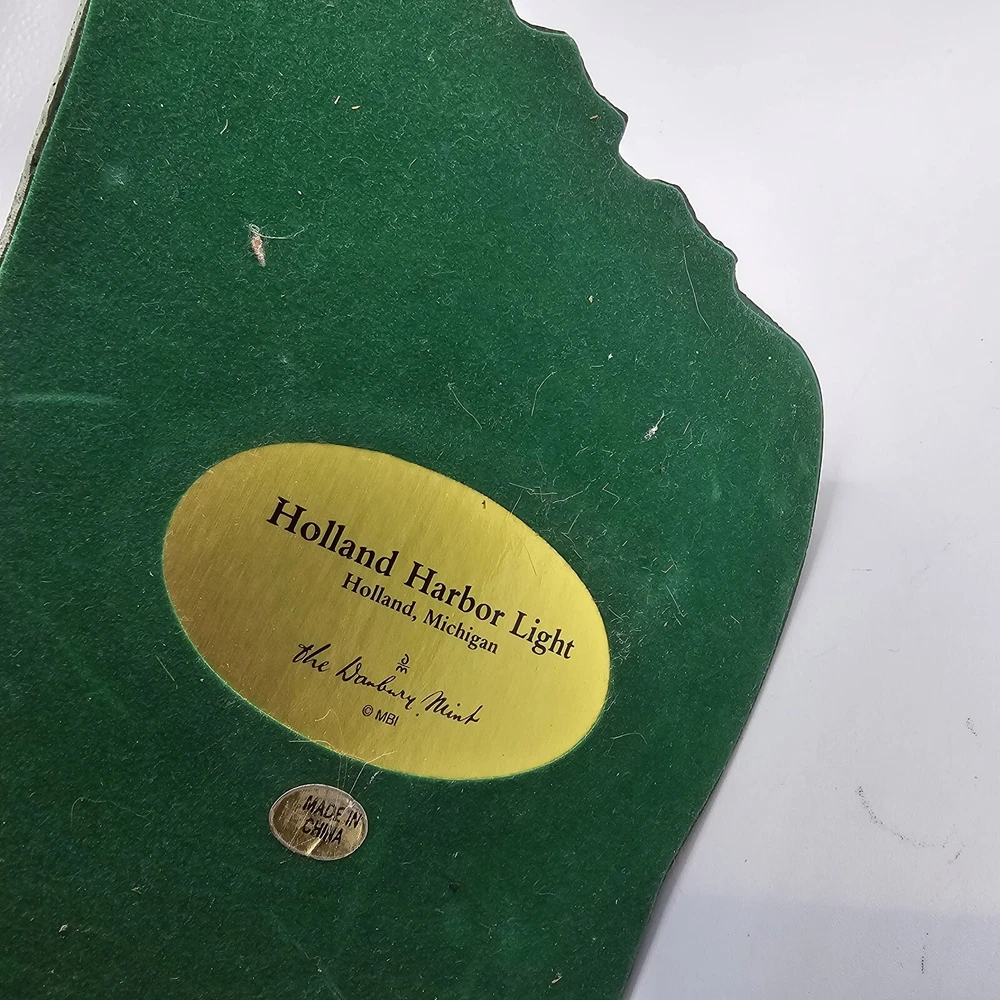 Holland Harbor Light
Holland, Michigan
the Danbury Mint
© MBI
MADE IN
CHINA